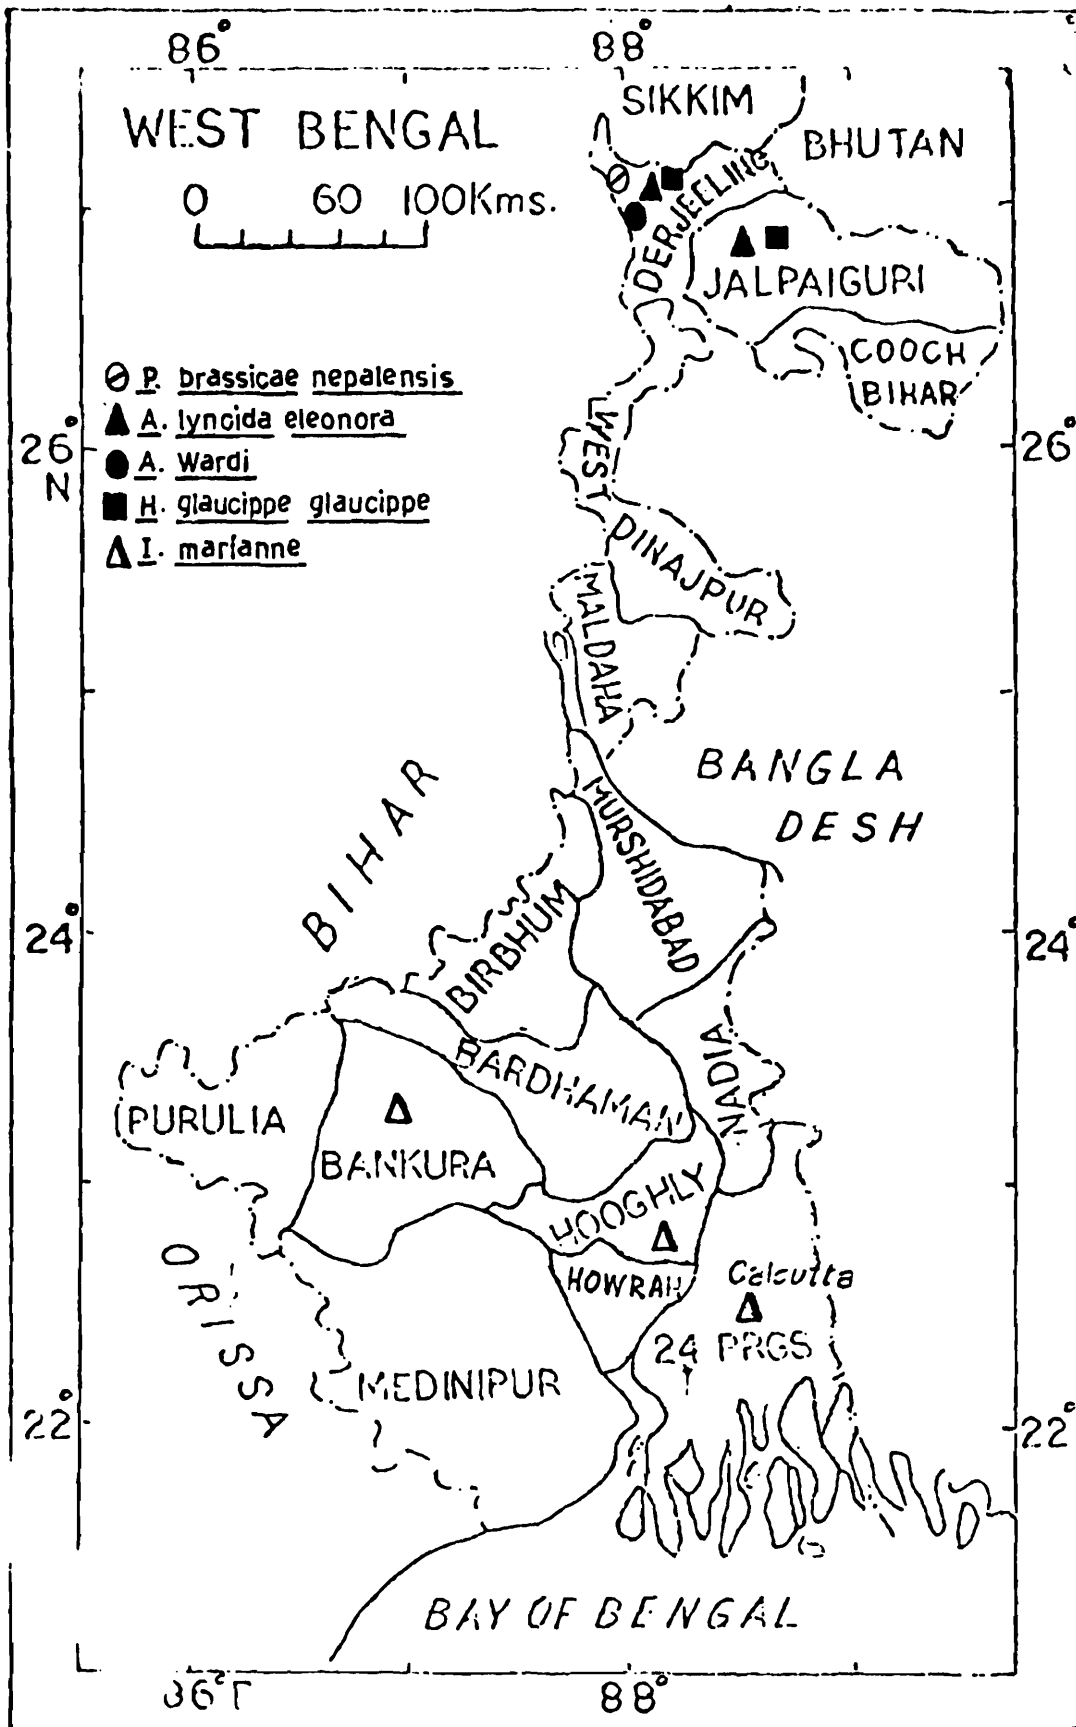 86° 88°
SIKKIM
WEST BENGAL
BHUTAN
0 60 100Kms.
DERJEELING
JALPAIGURI
COOCH
BIHAR
P. brassicae nepalensis
A. lyncida eleonora
A. Wardi
H. glaucippe glaucippe
I. marianne
26° 26°
N
WEST
DINAJPUR
MALDAHA
BANGLA
DESH
BIHAR
MURSHIDABAD
BIRBHUM
24° 24°
NADIA
BARDHAMAN
PURULIA
BANKURA
HOOGHLY
HOWRAH
Calcutta
24 PRGS
ORISSA
MEDINIPUR
22° 22°
BAY OF BENGAL
88°